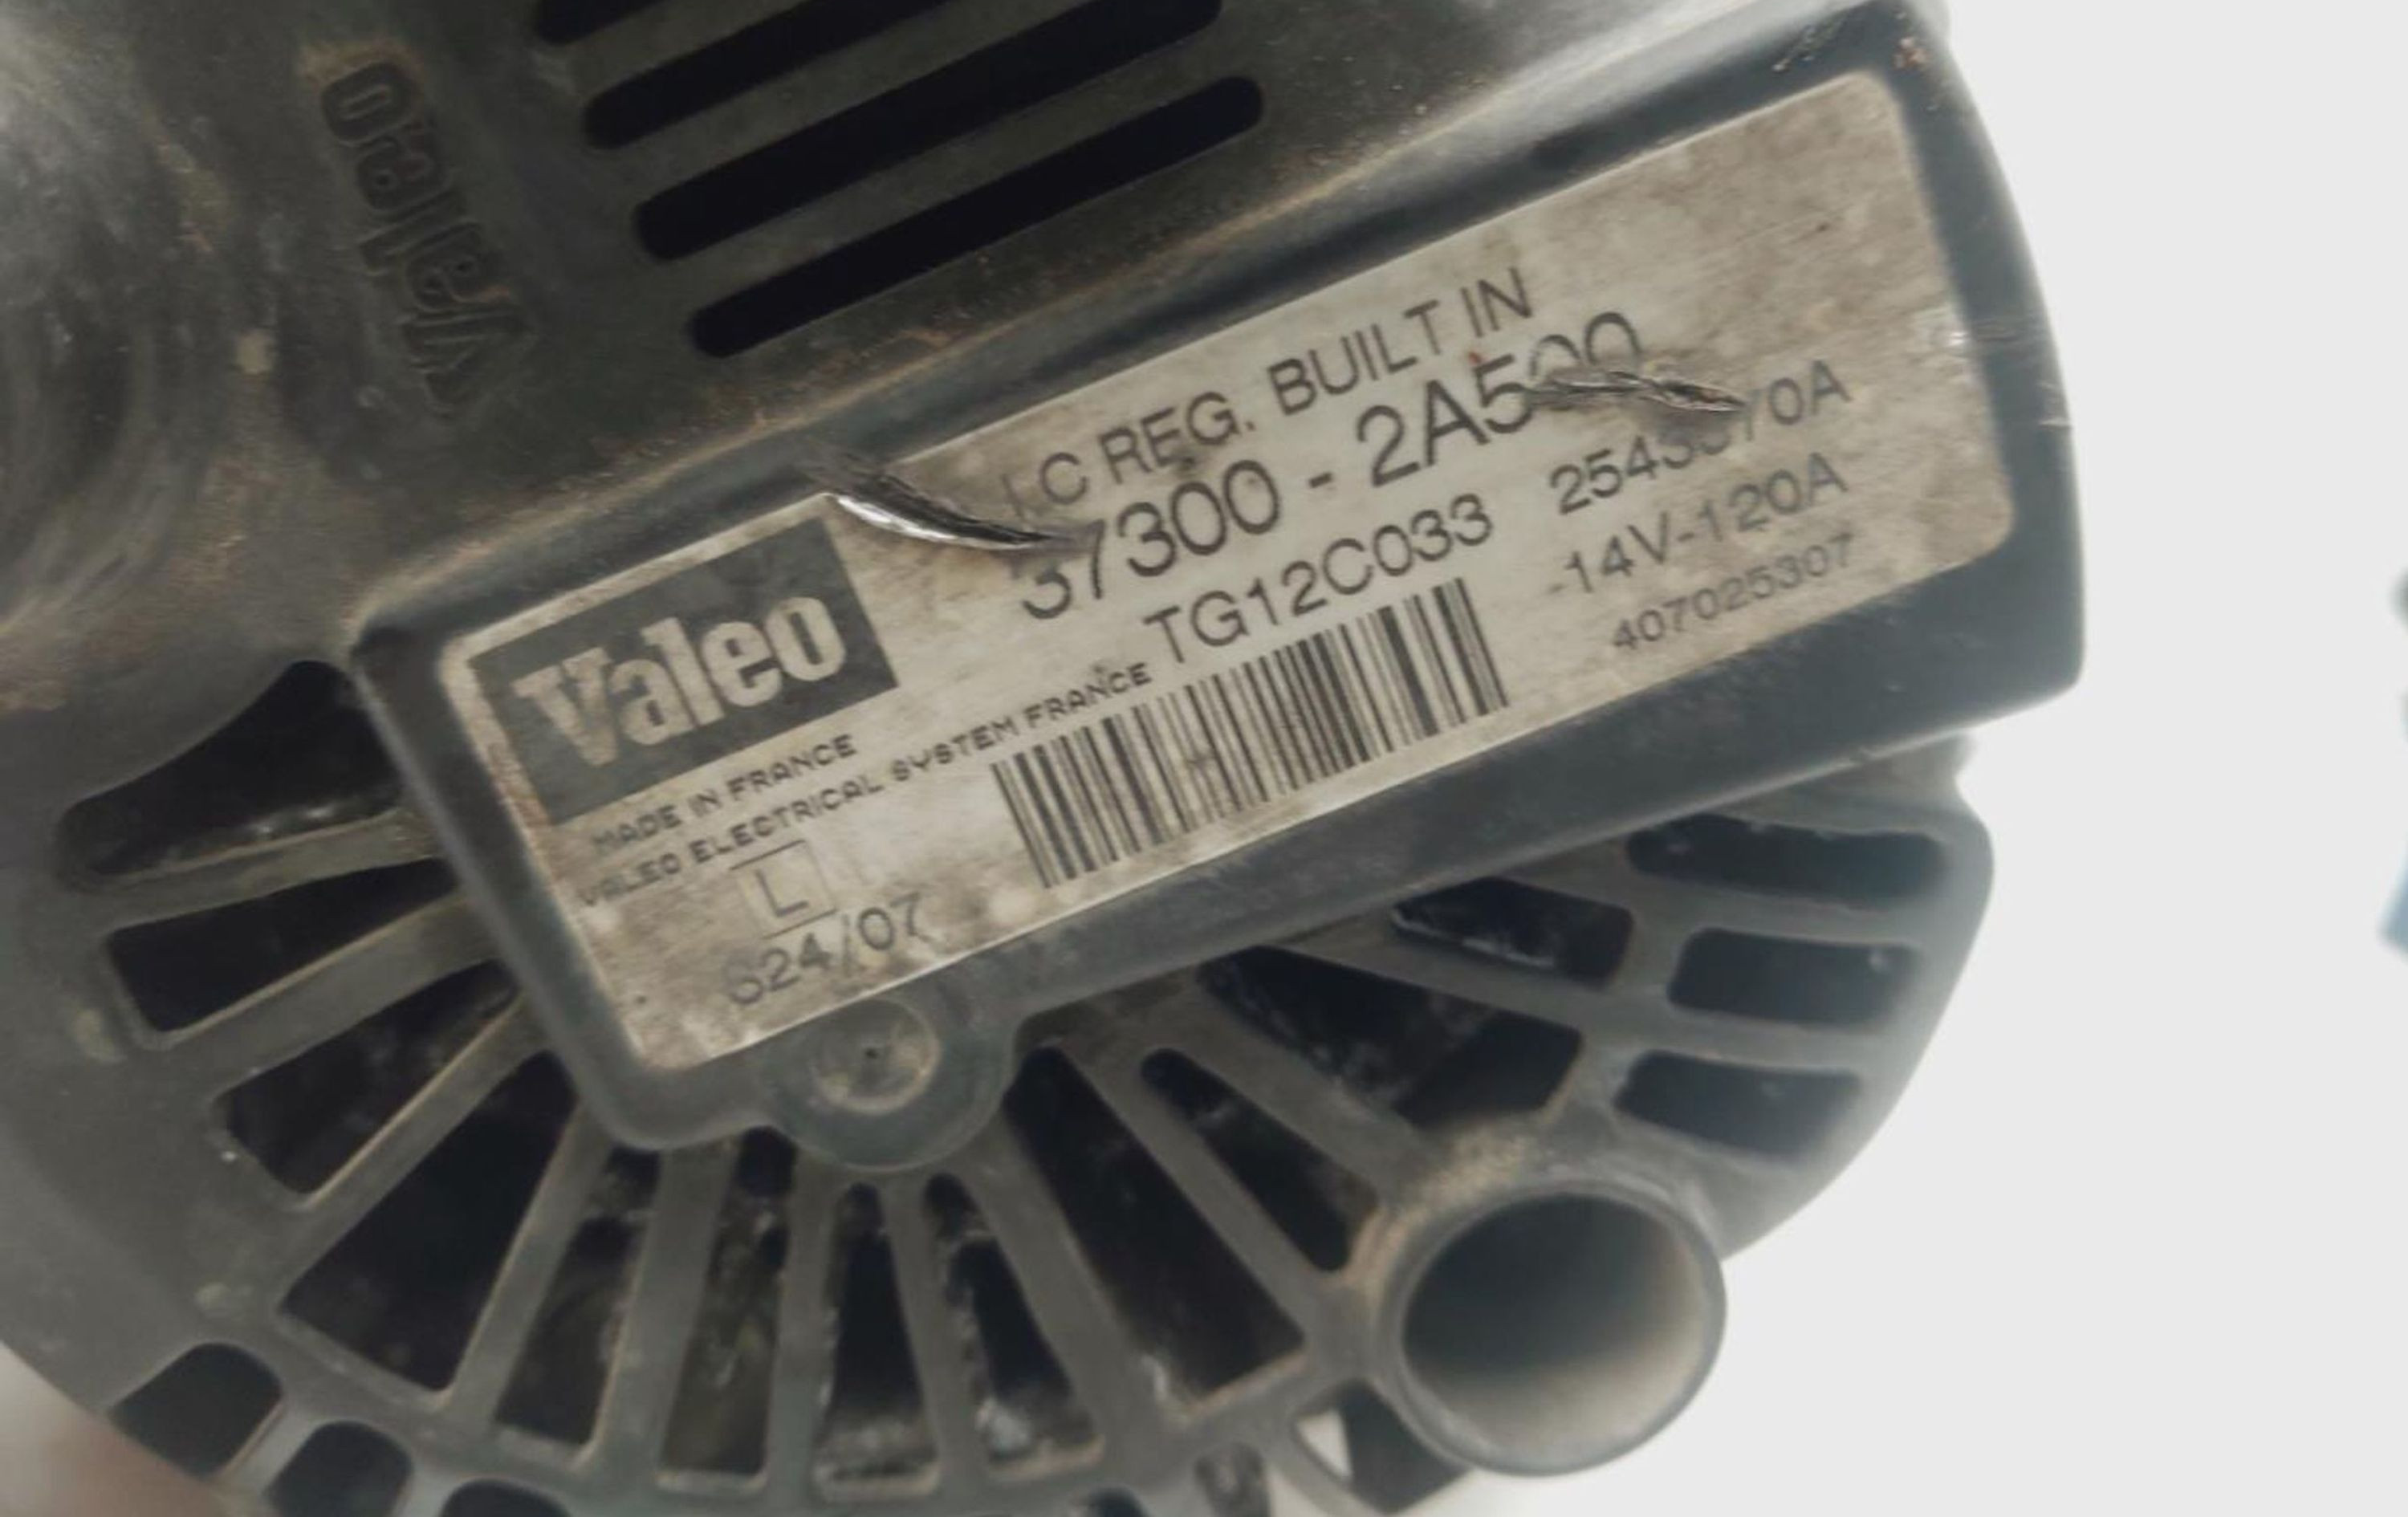 Valeo
I.C REG. BUILT IN
37300 - 2A500
TG12C033
-14V-120A
407025307
Valeo
MADE IN FRANCE
VALEO ELECTRICAL SYSTEM FRANCE
L
S24/07